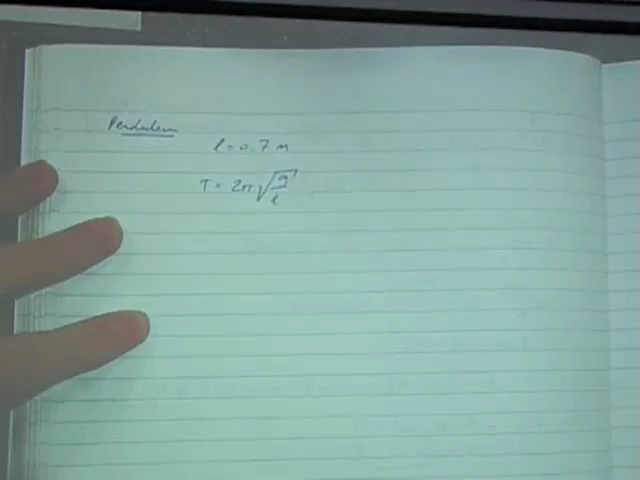 Pendulum
l = 0.7 m
T = 2π√(g/l)